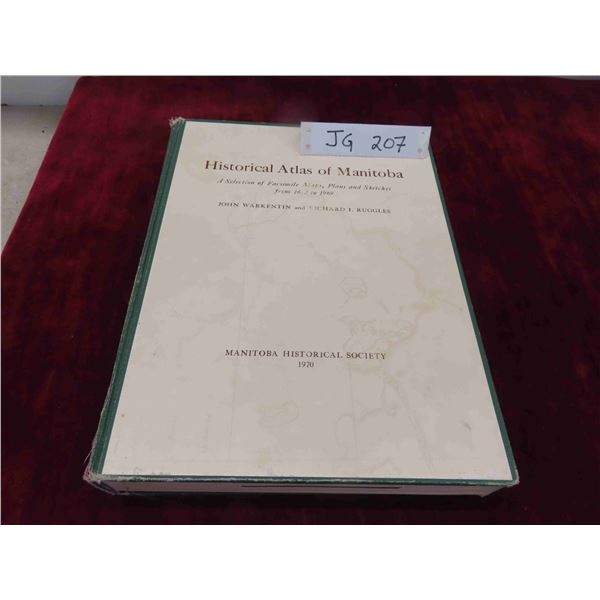 JG 207
Historical Atlas of Manitoba
A Selection of Facsimile Maps, Plans and Sketches
from to 1969
JOHN WARKENTIN and RICHARD I. RUGGLES
MANITOBA HISTORICAL SOCIETY
1970